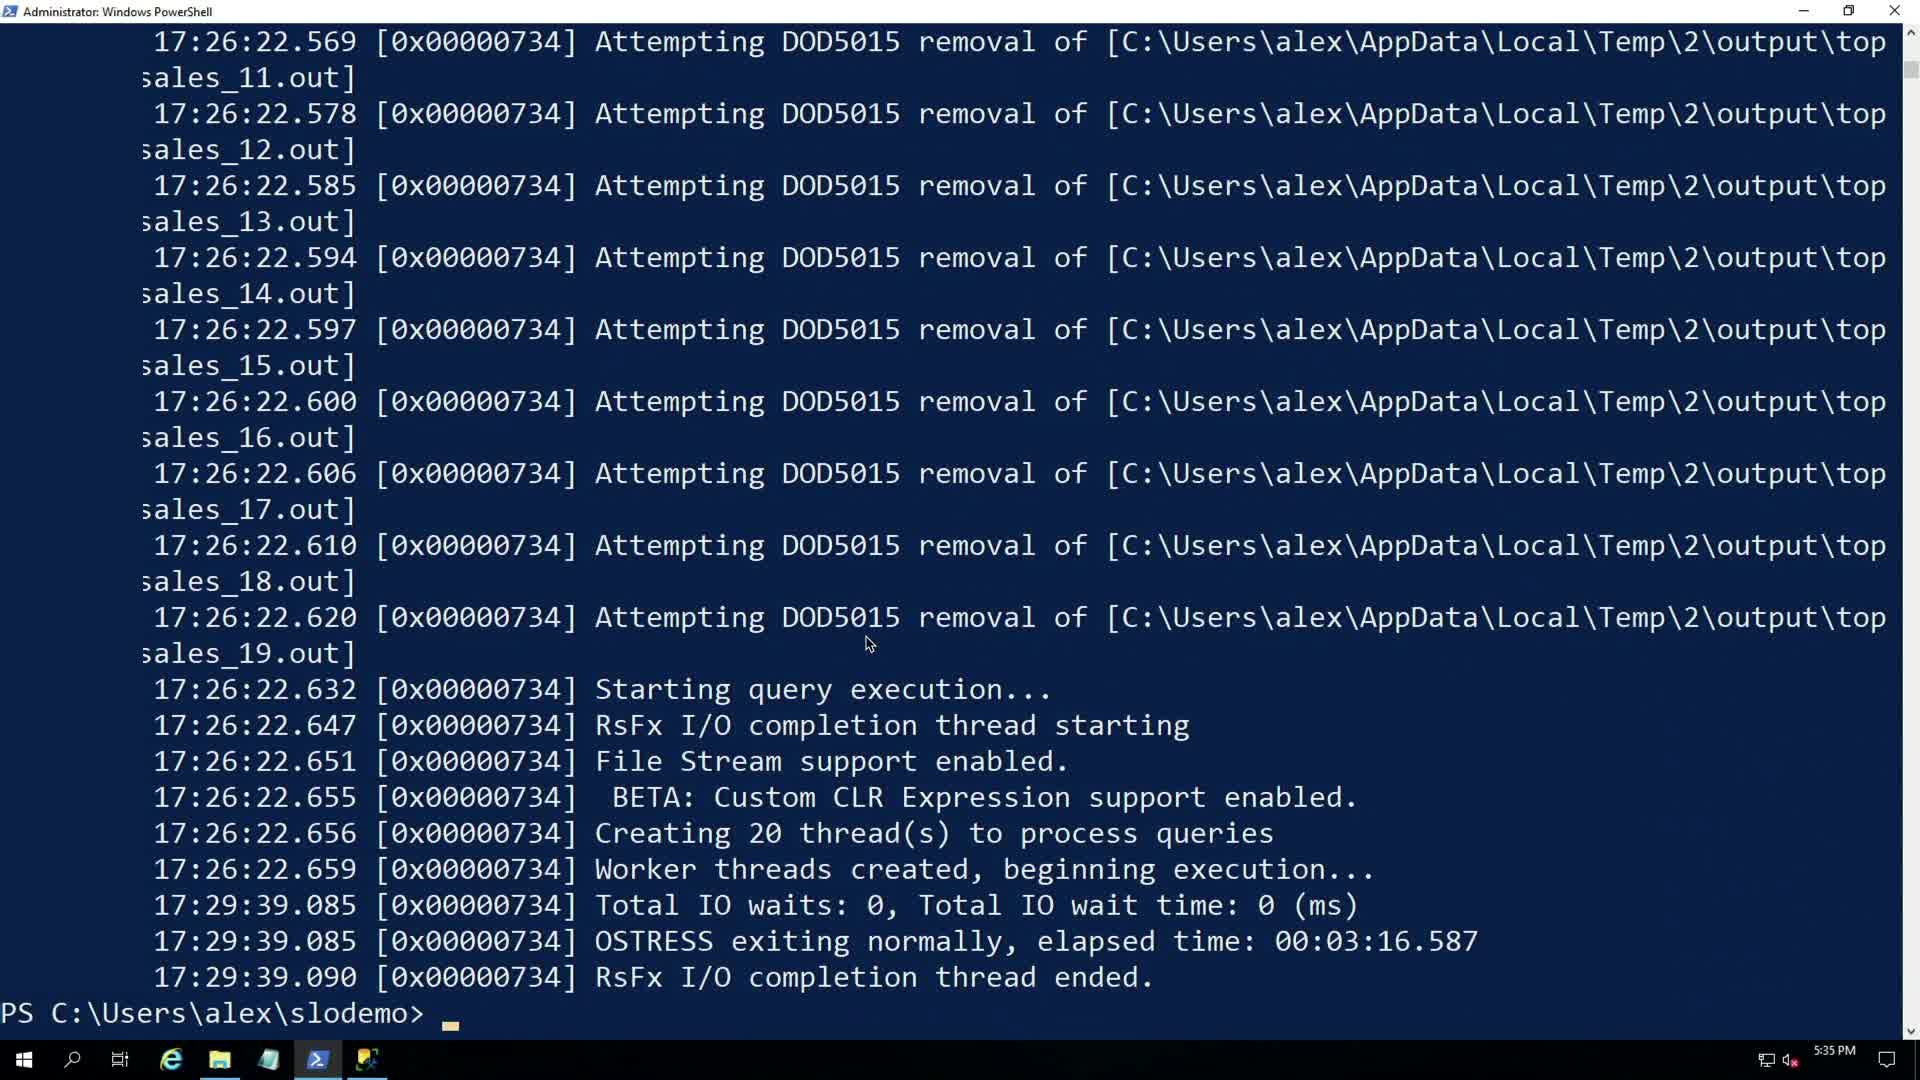 Administrator: Windows PowerShell
17:26:22.569 [0x00000734] Attempting DOD5015 removal of [C:\Users\alex\AppData\Local\Temp\2\output\top
sales_11.out]
17:26:22.578 [0x00000734] Attempting DOD5015 removal of [C:\Users\alex\AppData\Local\Temp\2\output\top
sales_12.out]
17:26:22.585 [0x00000734] Attempting DOD5015 removal of [C:\Users\alex\AppData\Local\Temp\2\output\top
sales_13.out]
17:26:22.594 [0x00000734] Attempting DOD5015 removal of [C:\Users\alex\AppData\Local\Temp\2\output\top
sales_14.out]
17:26:22.597 [0x00000734] Attempting DOD5015 removal of [C:\Users\alex\AppData\Local\Temp\2\output\top
sales_15.out]
17:26:22.600 [0x00000734] Attempting DOD5015 removal of [C:\Users\alex\AppData\Local\Temp\2\output\top
sales_16.out]
17:26:22.606 [0x00000734] Attempting DOD5015 removal of [C:\Users\alex\AppData\Local\Temp\2\output\top
sales_17.out]
17:26:22.610 [0x00000734] Attempting DOD5015 removal of [C:\Users\alex\AppData\Local\Temp\2\output\top
sales_18.out]
17:26:22.620 [0x00000734] Attempting DOD5015 removal of [C:\Users\alex\AppData\Local\Temp\2\output\top
sales_19.out]
17:26:22.632 [0x00000734] Starting query execution...
17:26:22.647 [0x00000734] RsFx I/O completion thread starting
17:26:22.651 [0x00000734] File Stream support enabled.
17:26:22.655 [0x00000734]  BETA: Custom CLR Expression support enabled.
17:26:22.656 [0x00000734] Creating 20 thread(s) to process queries
17:26:22.659 [0x00000734] Worker threads created, beginning execution...
17:29:39.085 [0x00000734] Total IO waits: 0, Total IO wait time: 0 (ms)
17:29:39.085 [0x00000734] OSTRESS exiting normally, elapsed time: 00:03:16.587
17:29:39.090 [0x00000734] RsFx I/O completion thread ended.
PS C:\Users\alex\slodemo>
5:35 PM